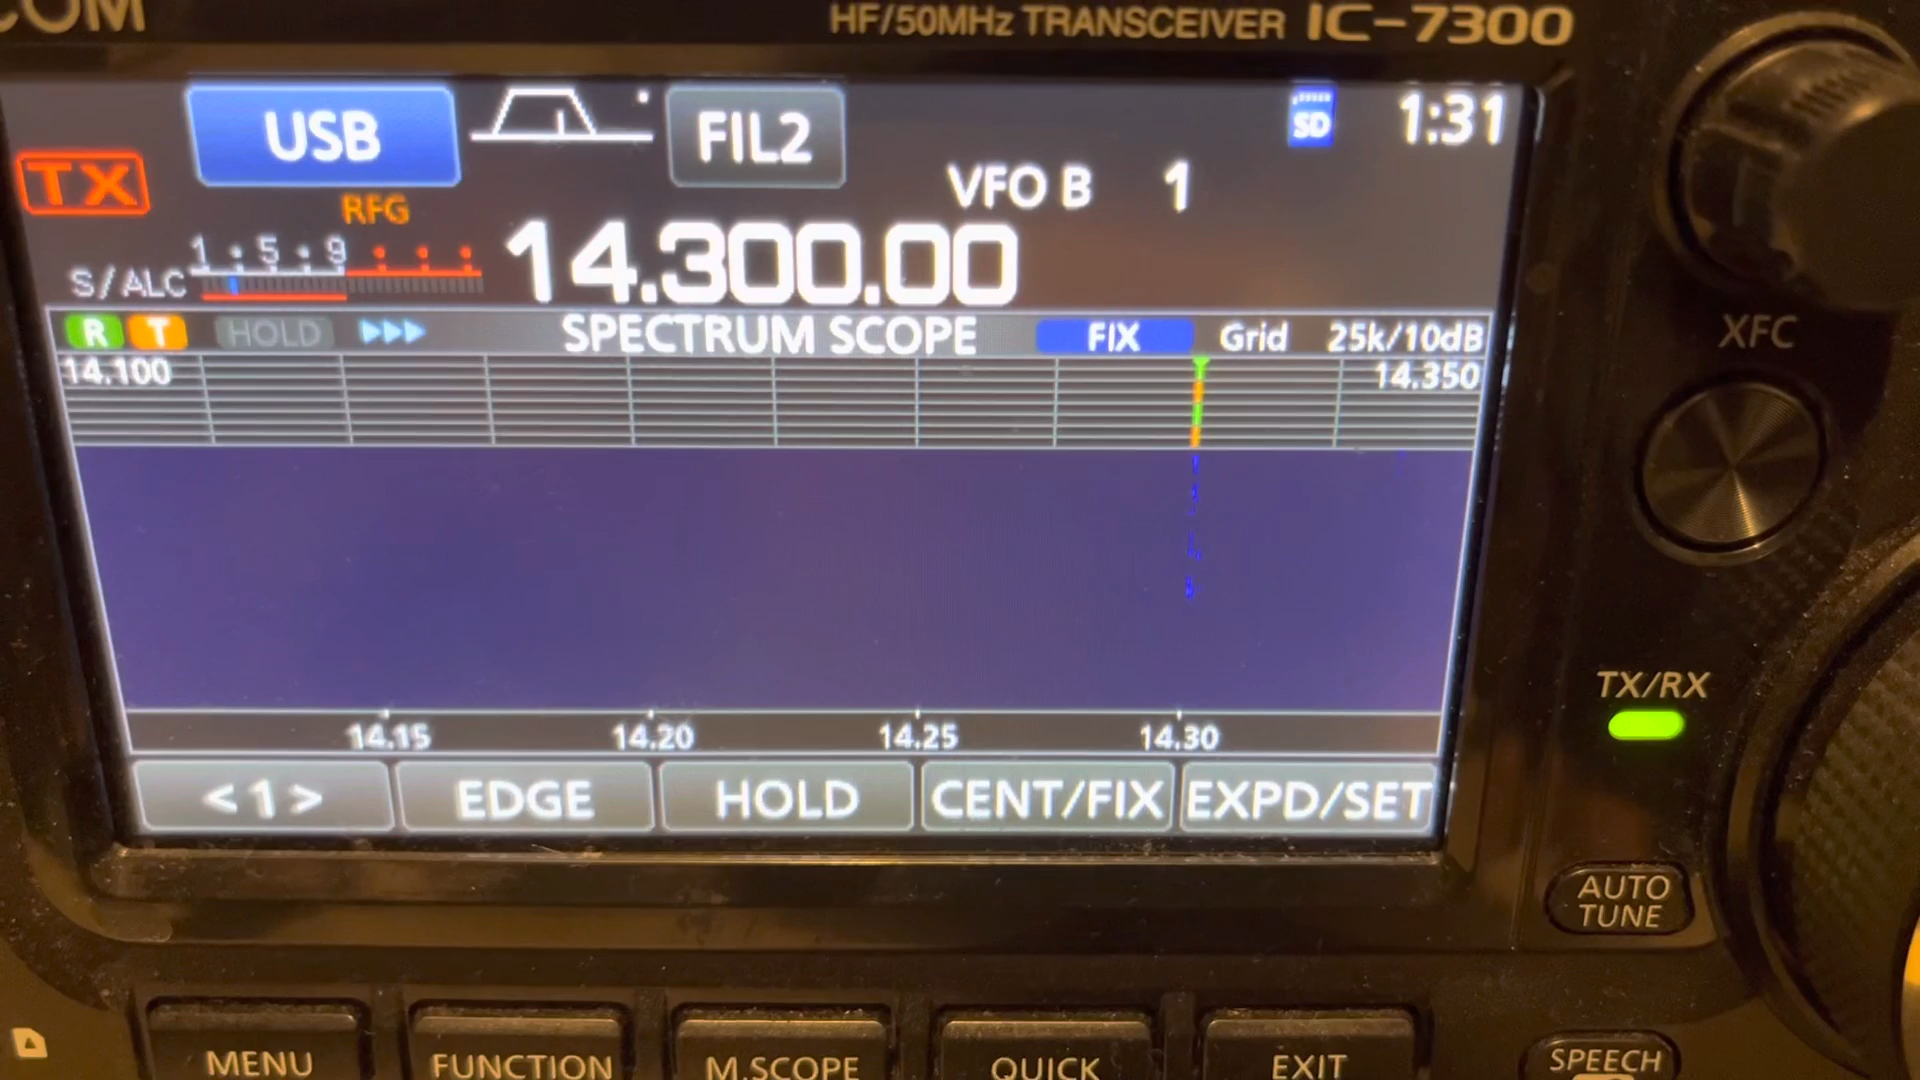 COM
HF/50MHz TRANSCEIVER IC-7300
USB
FIL2
SD
1:31
TX
RFG
VFO B 1
1 5 9
S/ALC
14.300.00
XFC
R T HOLD SPECTRUM SCOPE FIX Grid 25k/10dB
14.100
14.350
TX/RX
14.15 14.20 14.25 14.30
<1> EDGE HOLD CENT/FIX EXPD/SET
AUTO
TUNE
MENU FUNCTION M.SCOPE QUICK EXIT SPEECH